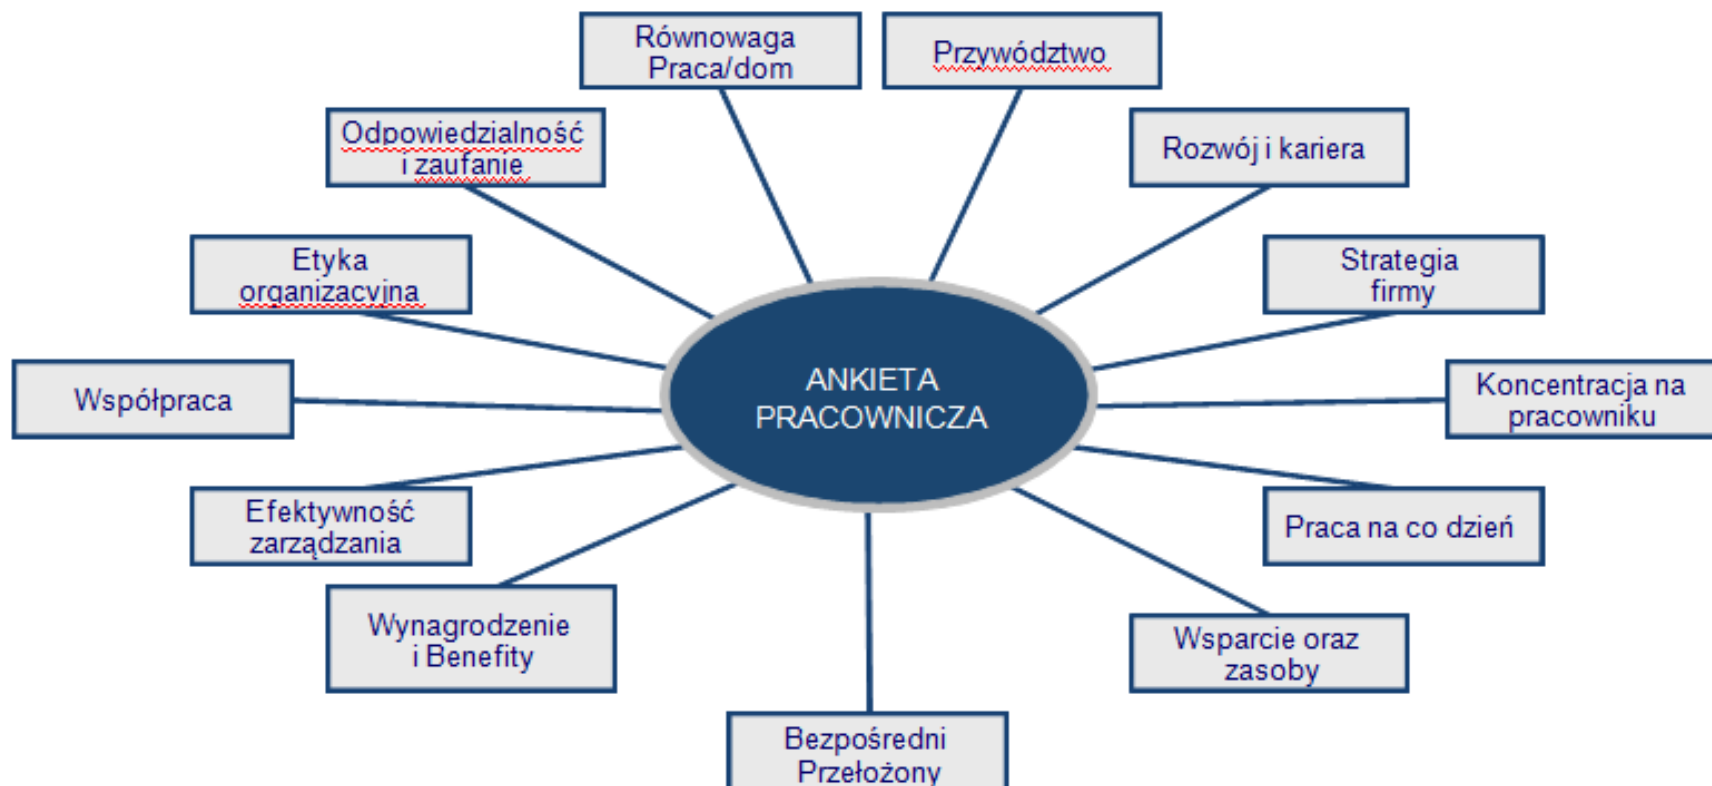 Równowaga
Praca/dom
Przywództwo
Odpowiedzialność
i zaufanie
Rozwój i kariera
Etyka
organizacyjna
Strategia
firmy
ANKIETA
PRACOWNICZA
Współpraca
Koncentracja na
pracowniku
Efektywność
zarządzania
Praca na co dzień
Wynagrodzenie
i Benefity
Wsparcie oraz
zasoby
Bezpośredni
Przełożony